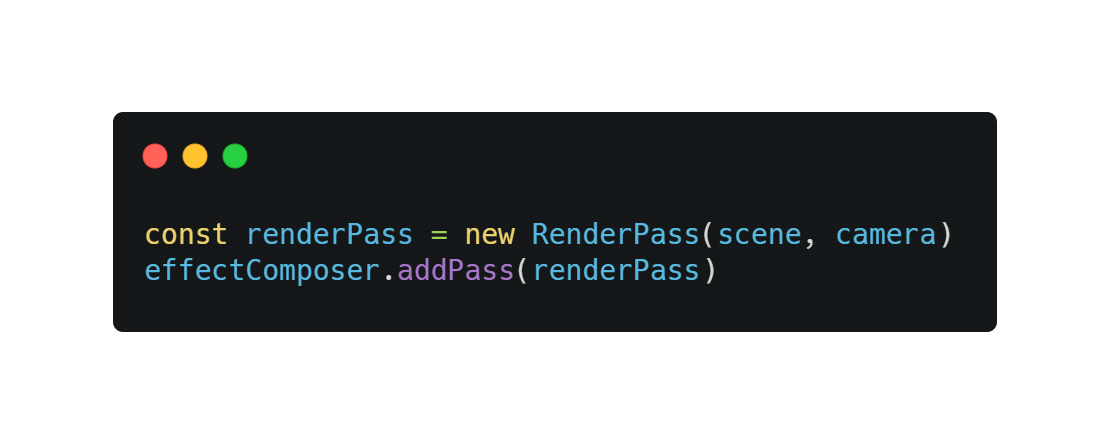 const renderPass = new RenderPass(scene, camera)
effectComposer.addPass(renderPass)